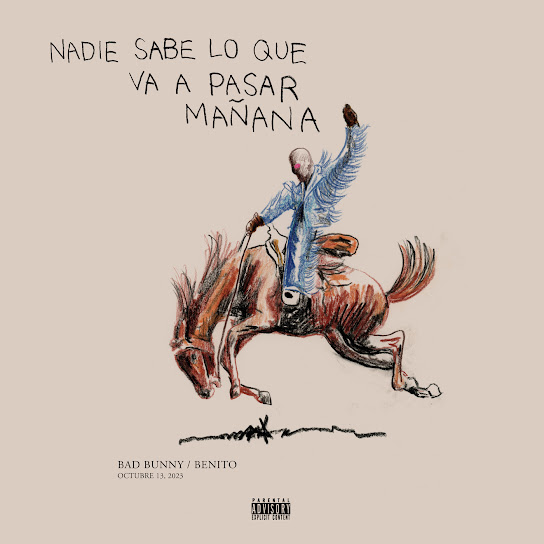 NADIE SABE LO QUE
VA A PASAR
MAÑANA
BAD BUNNY / BENITO
OCTUBRE 13, 2023
PARENTAL
ADVISORY
EXPLICIT CONTENT